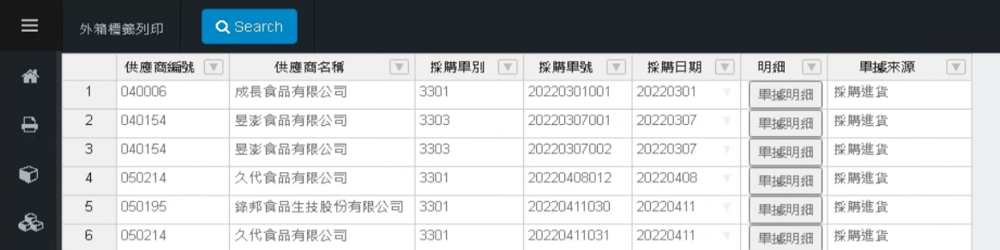 外箱標籤列印 Search
供應商編號 供應商名稱 採購單別 採購單號 採購日期 明細 單據來源
1 040006 成長食品有限公司 3301 20220301001 20220301 單據明細 採購進貨
2 040154 昱澎食品有限公司 3303 20220307001 20220307 單據明細 採購進貨
3 040154 昱澎食品有限公司 3303 20220307002 20220307 單據明細 採購進貨
4 050214 久代食品有限公司 3301 20220408012 20220408 單據明細 採購進貨
5 050195 綠邦食品生技股份有限公司 3301 20220411030 20220411 單據明細 採購進貨
6 050214 久代食品有限公司 3301 20220411031 20220411 單據明細 採購進貨